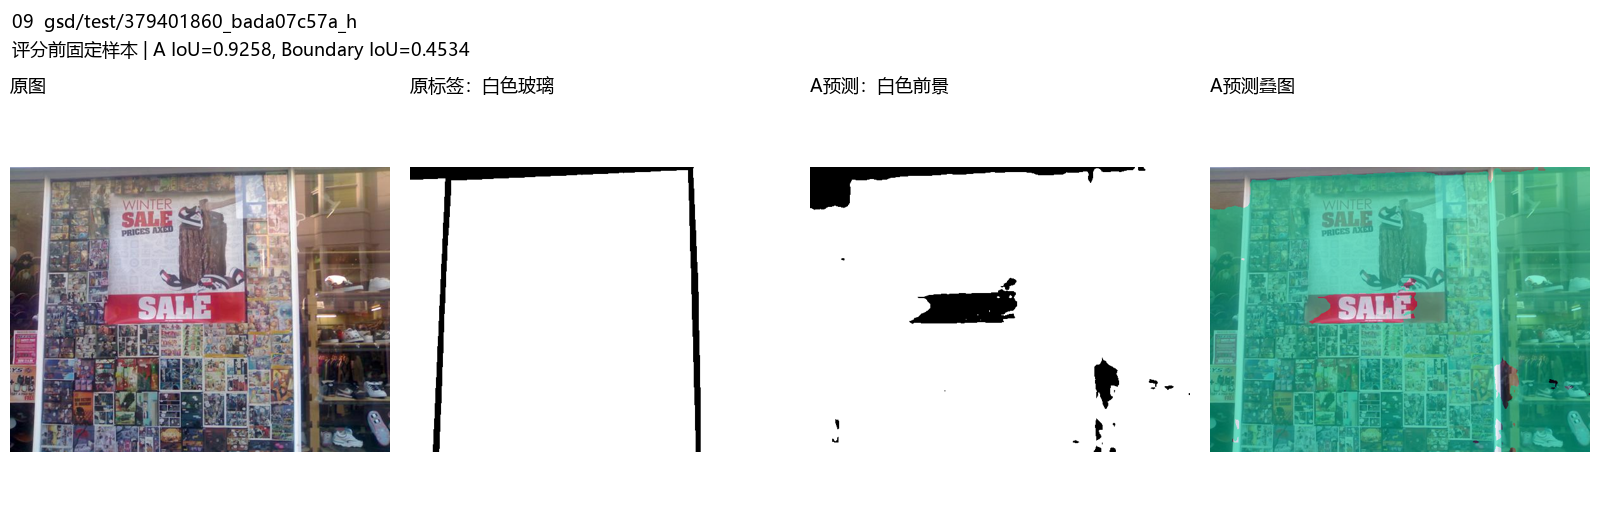 09 gsd/test/379401860_bada07c57a_h
评分前固定样本 | A IoU=0.9258, Boundary IoU=0.4534
原图
原标签：白色玻璃
A预测：白色前景
A预测叠图
WINTER
SALE
PRICES AXED
SALE
WINTER
SALE
PRICES AXED
SALE